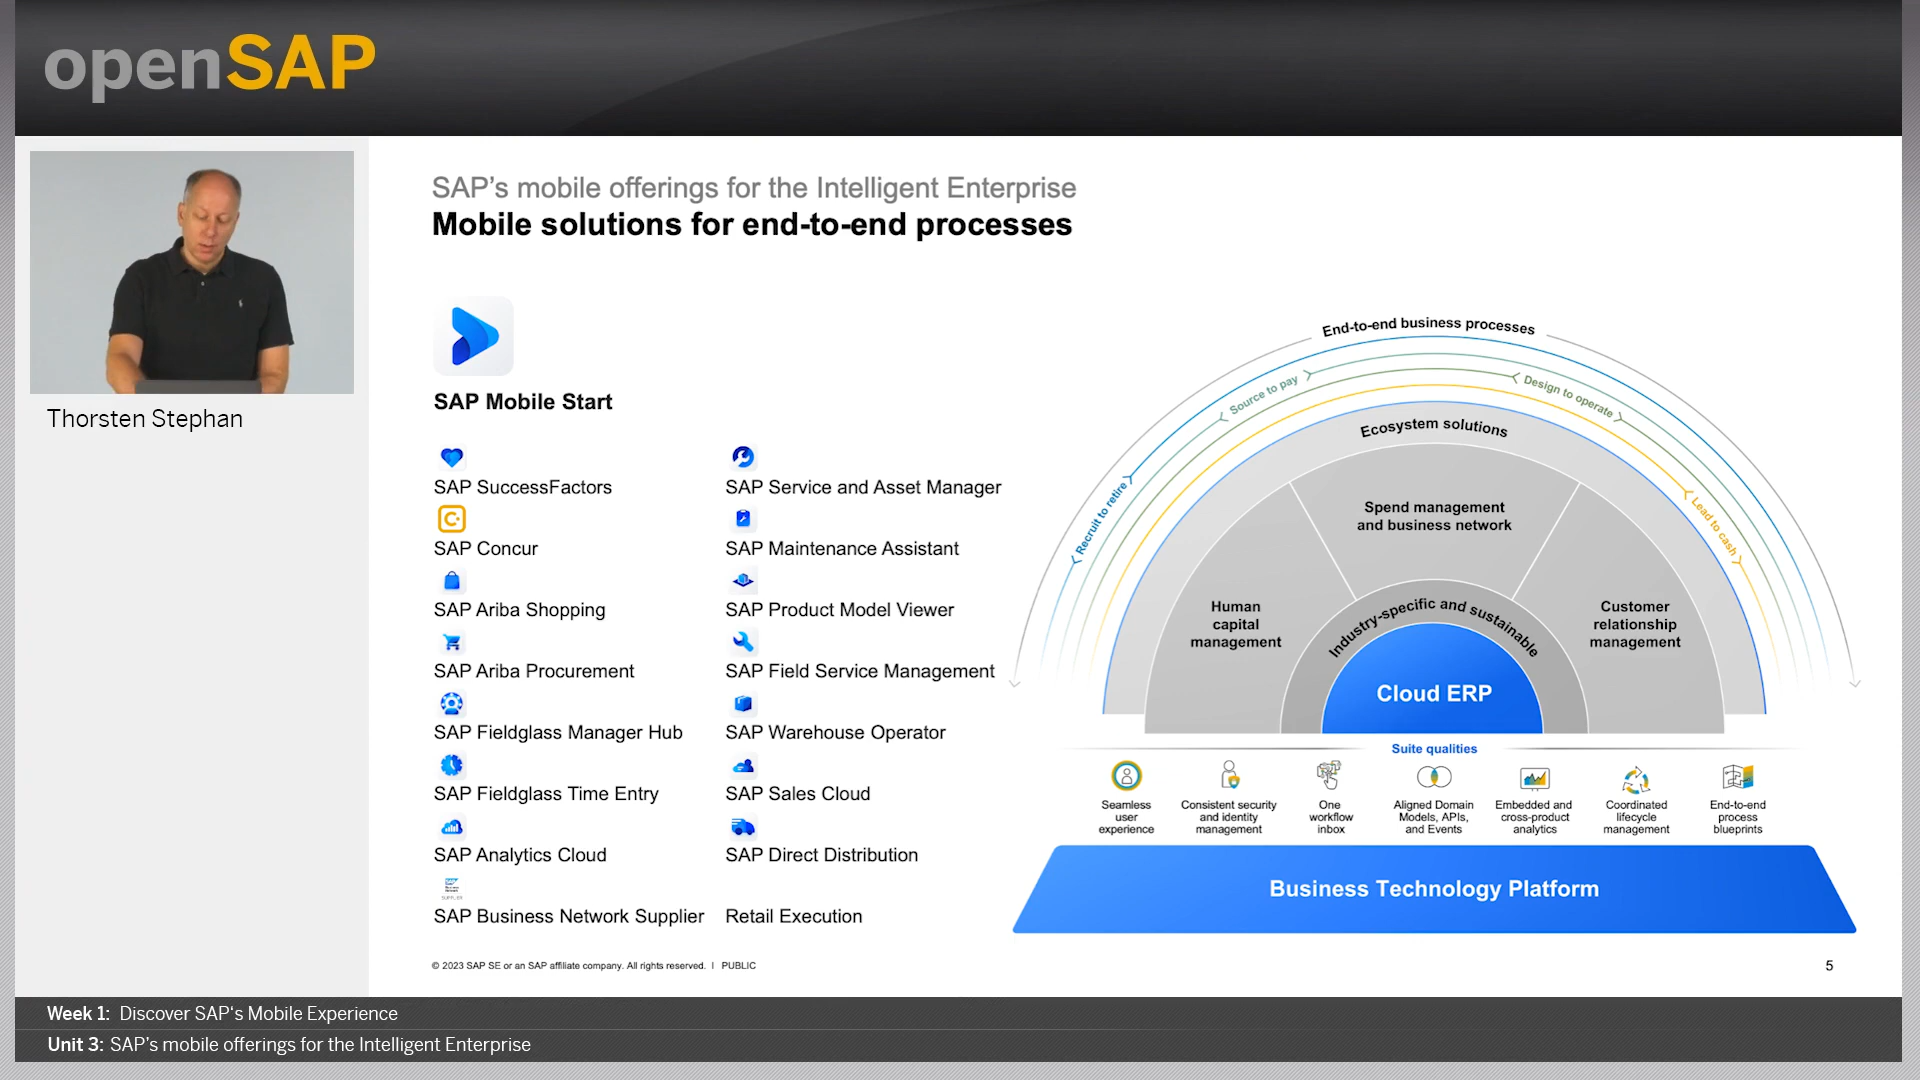 openSAP
Thorsten Stephan
SAP’s mobile offerings for the Intelligent Enterprise
Mobile solutions for end-to-end processes
SAP Mobile Start
SAP SuccessFactors
SAP Concur
SAP Ariba Shopping
SAP Ariba Procurement
SAP Fieldglass Manager Hub
SAP Fieldglass Time Entry
SAP Analytics Cloud
SAP Business Network Supplier
SAP Service and Asset Manager
SAP Maintenance Assistant
SAP Product Model Viewer
SAP Field Service Management
SAP Warehouse Operator
SAP Sales Cloud
SAP Direct Distribution
Retail Execution
End-to-end business processes
Source to pay
Design to operate
Recruit to retire
Lead to cash
Ecosystem solutions
Spend management
and business network
Human
capital
management
Customer
relationship
management
Industry-specific and sustainable
Cloud ERP
Suite qualities
Seamless
user
experience
Consistent security
and identity
management
One
workflow
inbox
Aligned Domain
Models, APIs,
and Events
Embedded and
cross-product
analytics
Coordinated
lifecycle
management
End-to-end
process
blueprints
Business Technology Platform
© 2023 SAP SE or an SAP affiliate company. All rights reserved. | PUBLIC
5
Week 1: Discover SAP‘s Mobile Experience
Unit 3: SAP’s mobile offerings for the Intelligent Enterprise